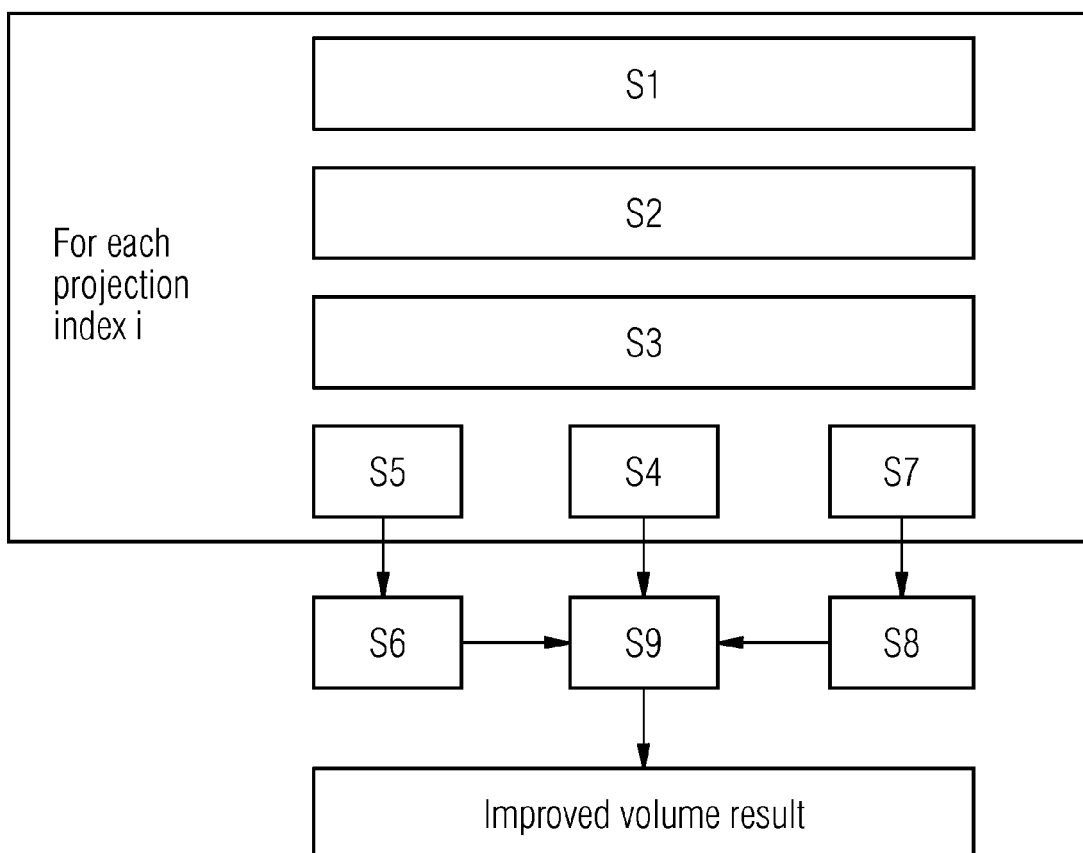 S1
S2
For each
projection
index i
S3
S5 S4 S7
S6 S9 S8
Improved volume result